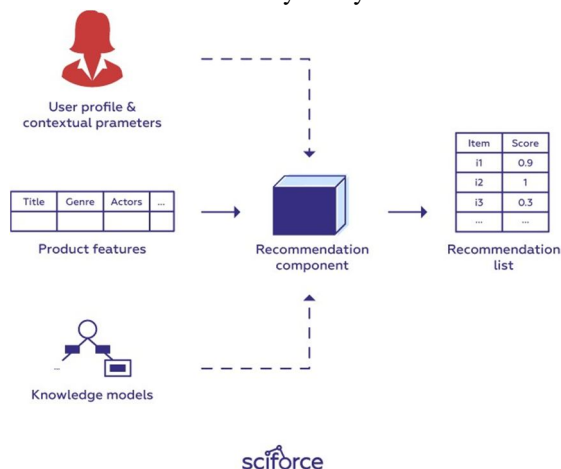 User profile &
contextual prameters
Title Genre Actors ...
Product features
Knowledge models
Recommendation
component
Item Score
i1 0.9
i2 1
i3 0.3
... ...
Recommendation
list
sciforce